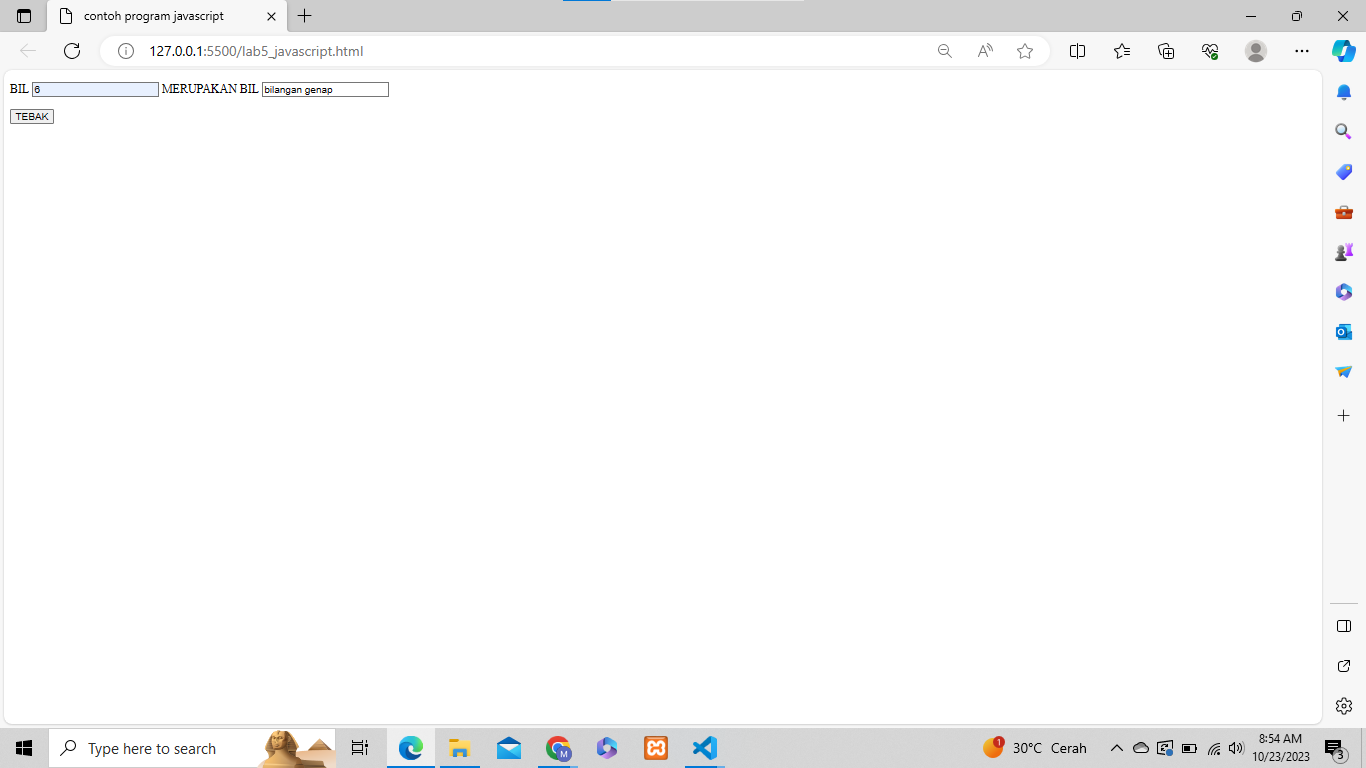 contoh program javascript
127.0.0.1:5500/lab5_javascript.html
BIL 6 MERUPAKAN BIL bilangan genap
TEBAK
Type here to search
1
30°C Cerah
M
8:54 AM
10/23/2023
3